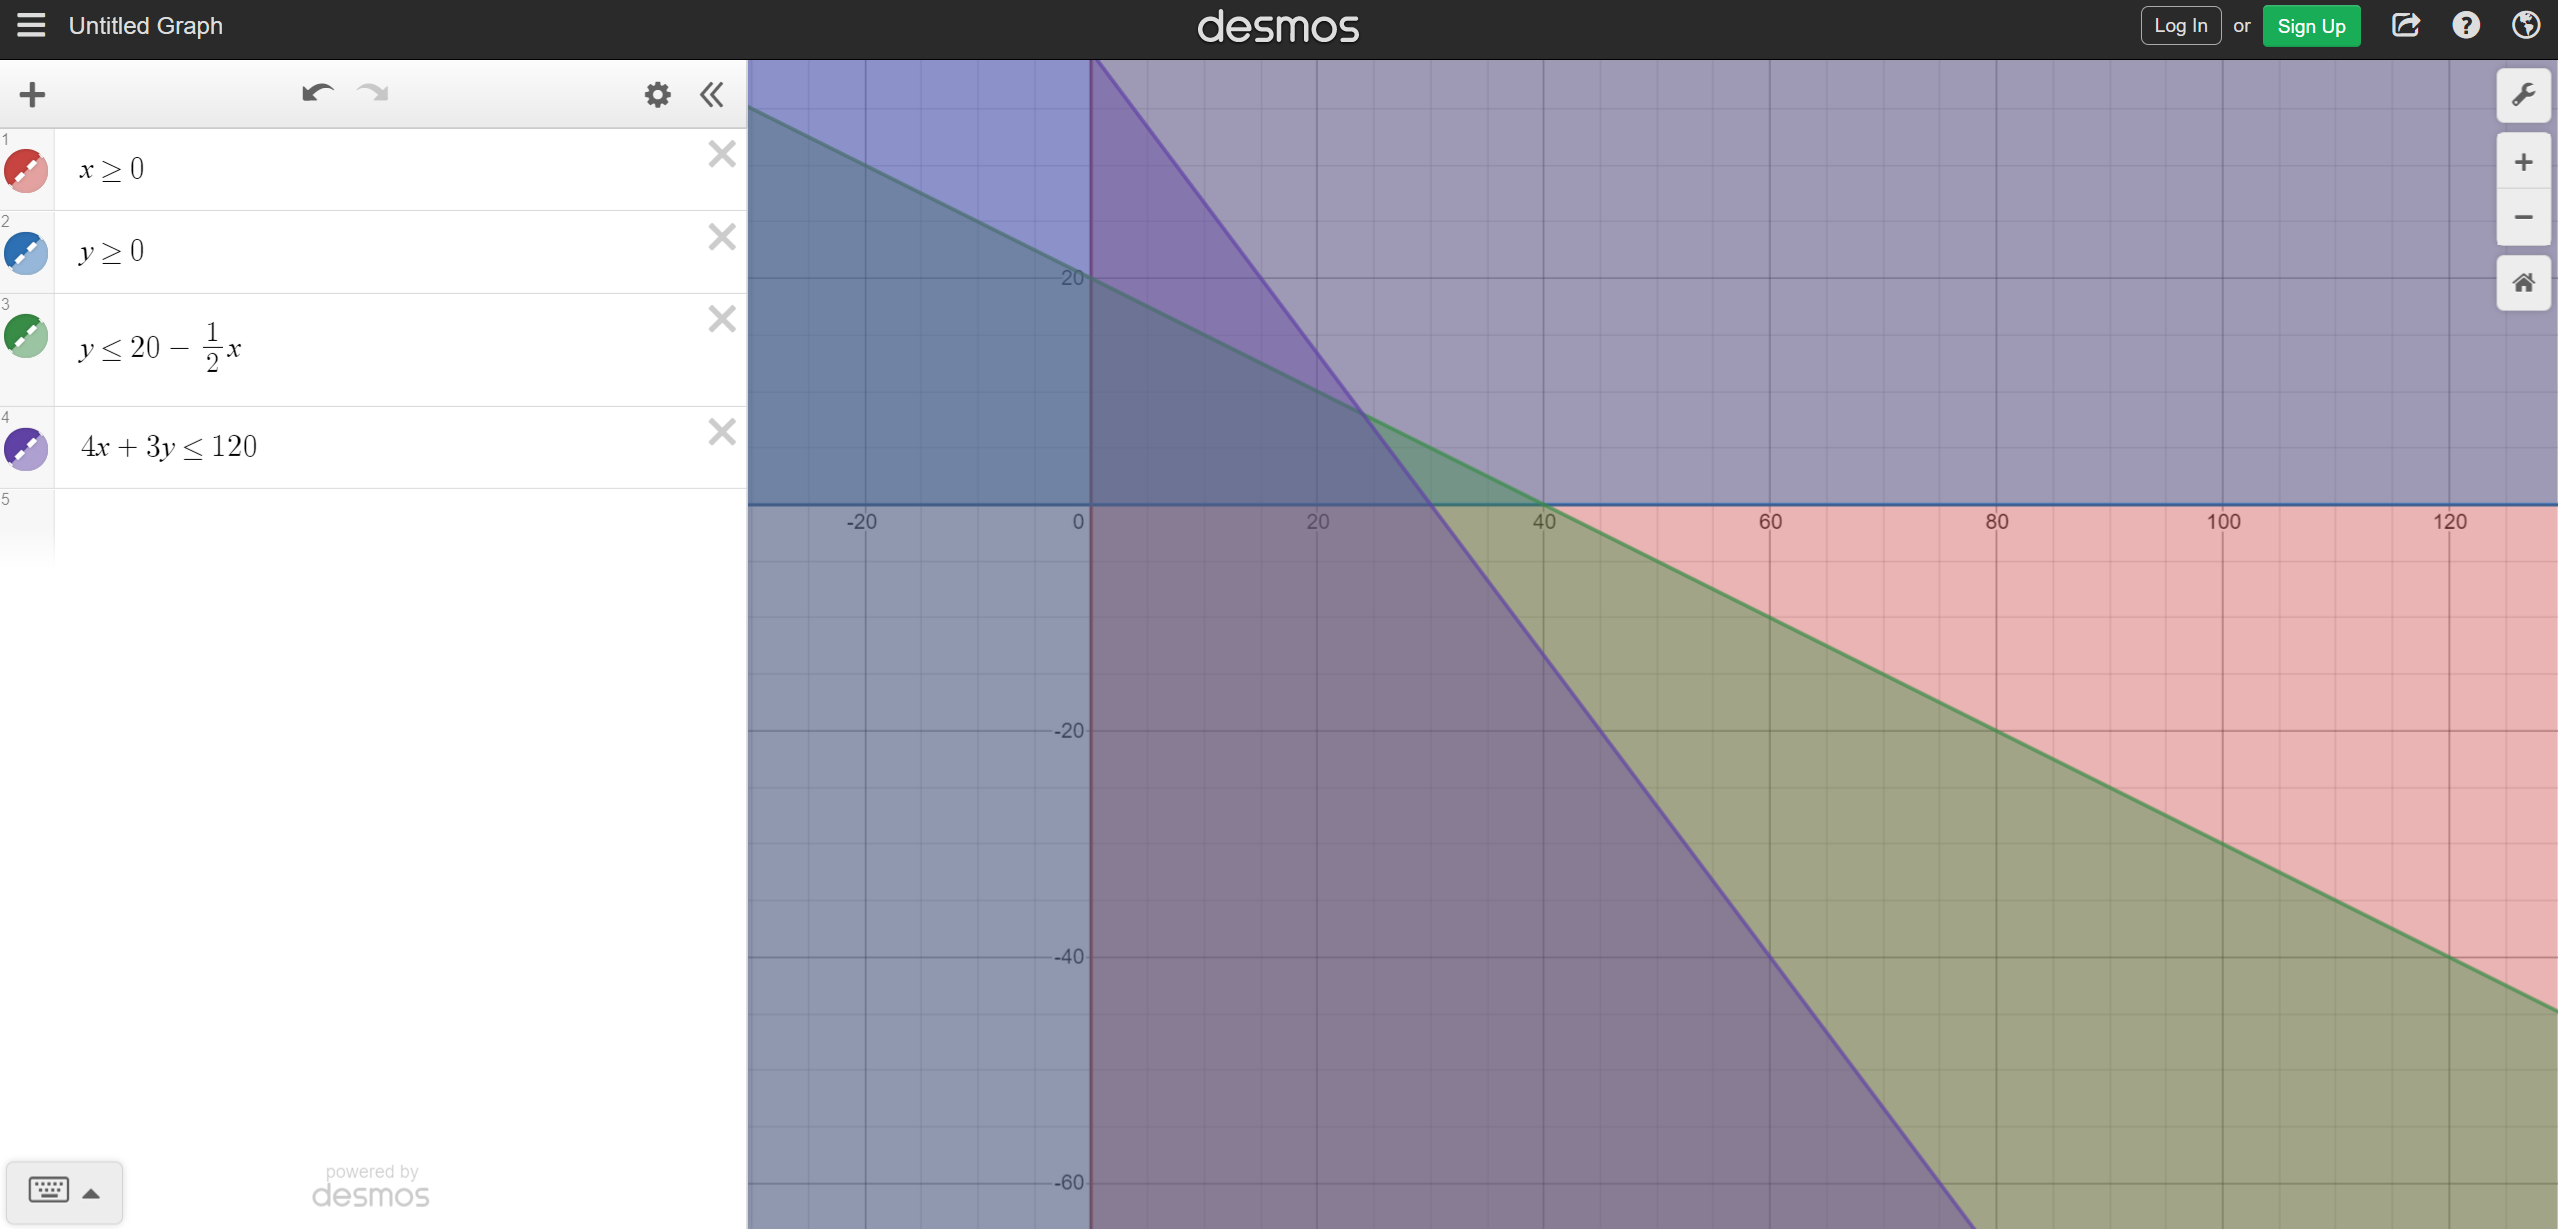 Untitled Graph
desmos
Log In or Sign Up
1
x ≥ 0
2
y ≥ 0
3
y ≤ 20 − 1/2 x
4
4x + 3y ≤ 120
5
powered by
desmos
20
-20 0 20 40 60 80 100 120
-20
-40
-60